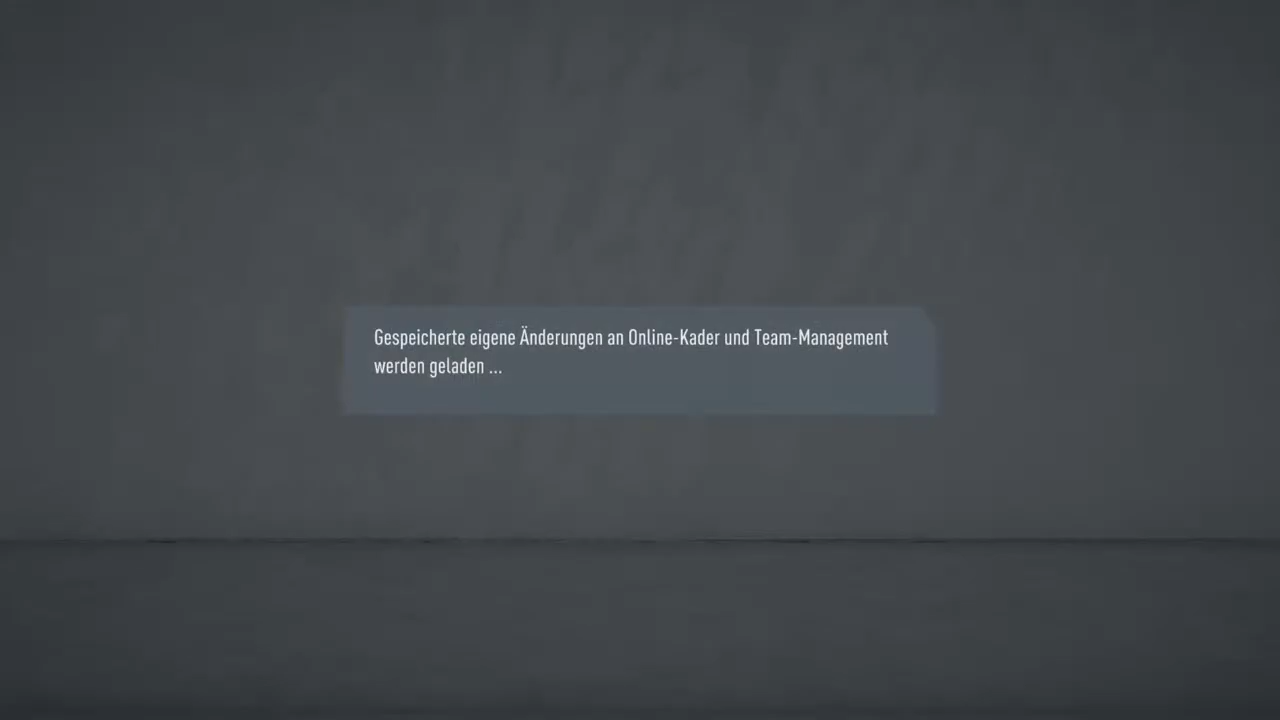 Gespeicherte eigene Änderungen an Online-Kader und Team-Management
werden geladen ...